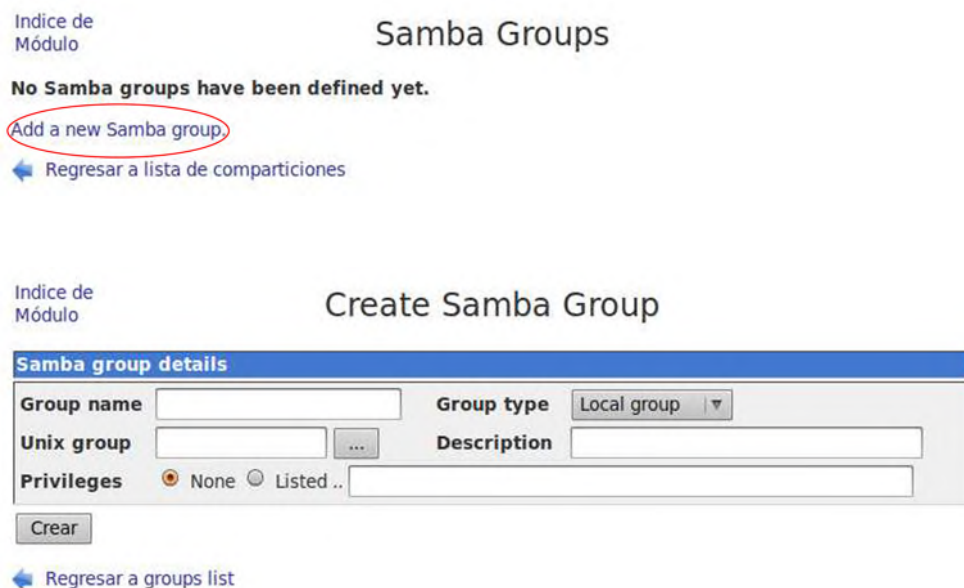 Indice de
Módulo
Samba Groups
No Samba groups have been defined yet.
Add a new Samba group.
Regresar a lista de comparticiones
Indice de
Módulo
Create Samba Group
Samba group details
Group name
Group type Local group
Unix group ...
Description
Privileges None Listed ..
Crear
Regresar a groups list